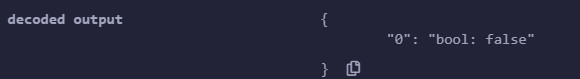 decoded output {
"0": "bool: false"
}